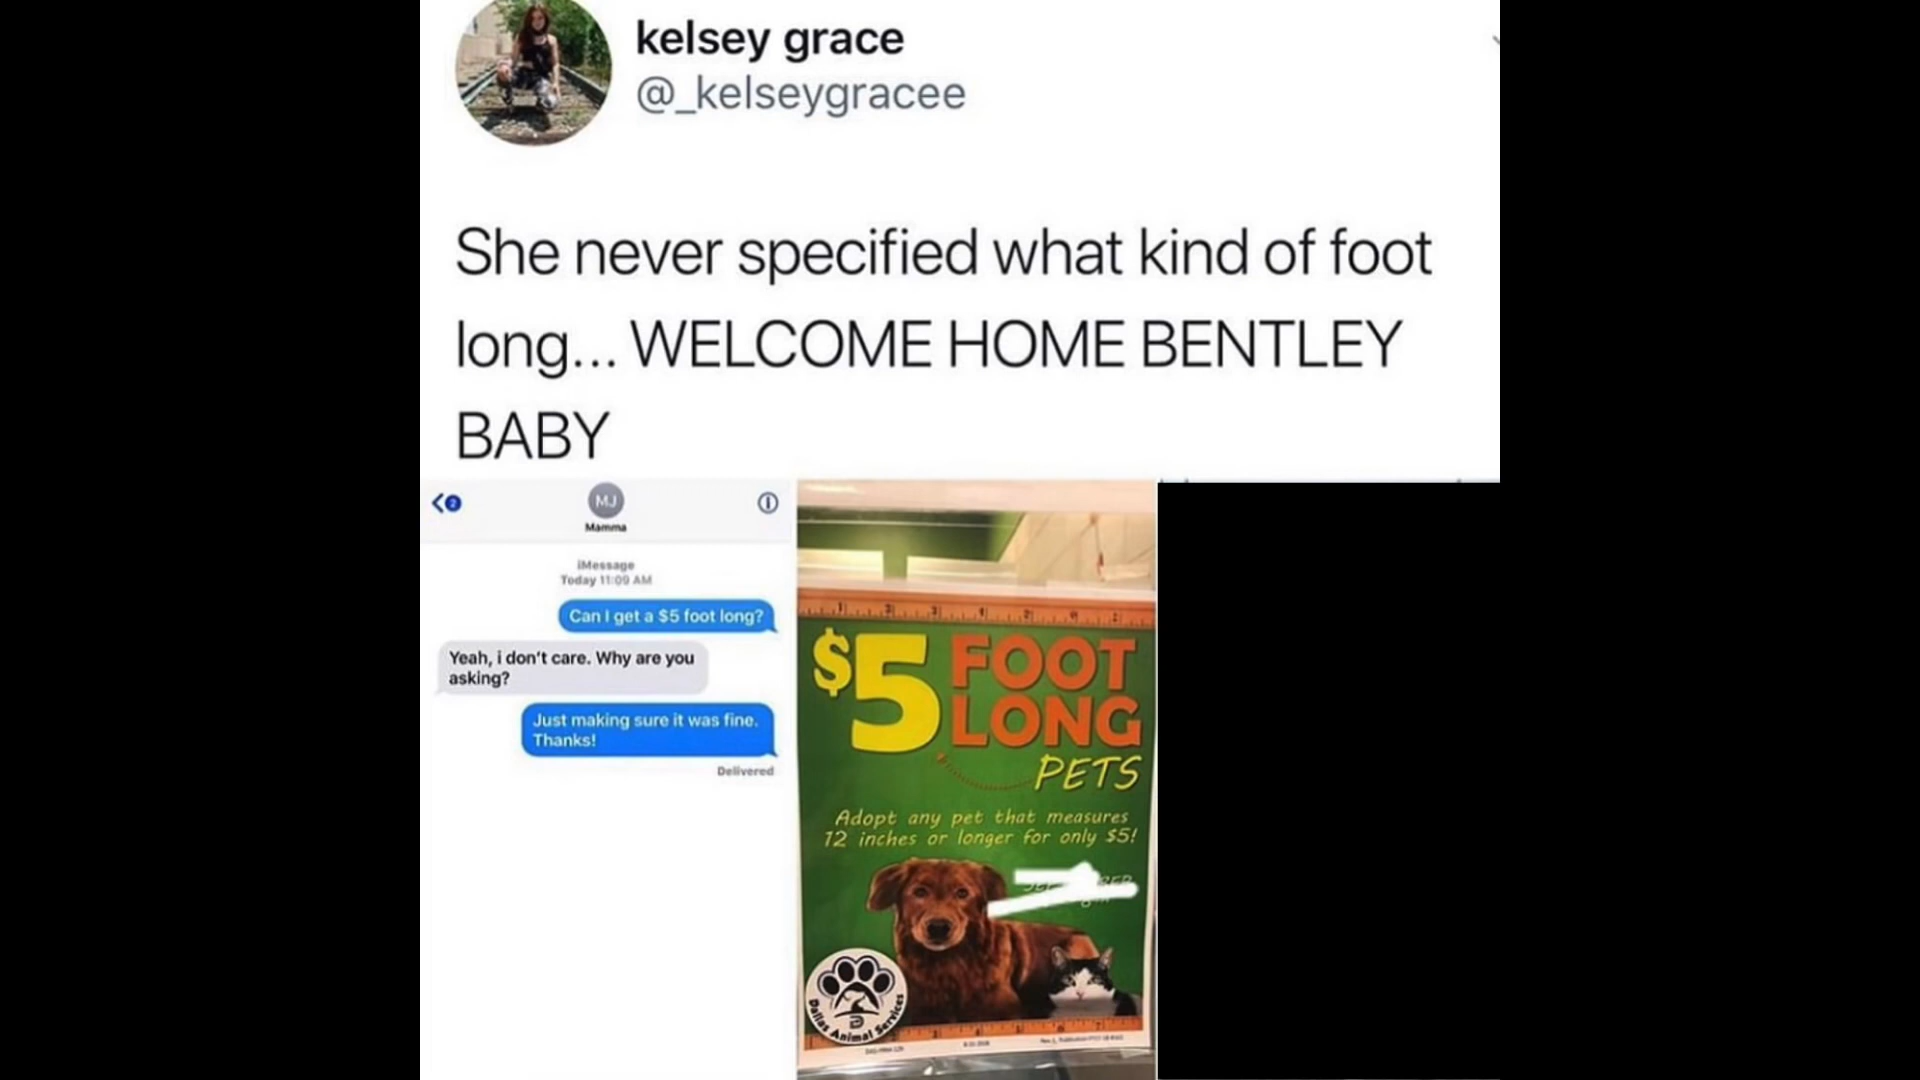 kelsey grace
@_kelseygracee
She never specified what kind of foot
long... WELCOME HOME BENTLEY
BABY
2
MJ
Mamma
iMessage
Today 11:09 AM
Can I get a $5 foot long?
Yeah, i don't care. Why are you
asking?
Just making sure it was fine.
Thanks!
Delivered
$5 FOOT
LONG
PETS
Adopt any pet that measures
12 inches or longer for only $5!
Dallas Animal Services